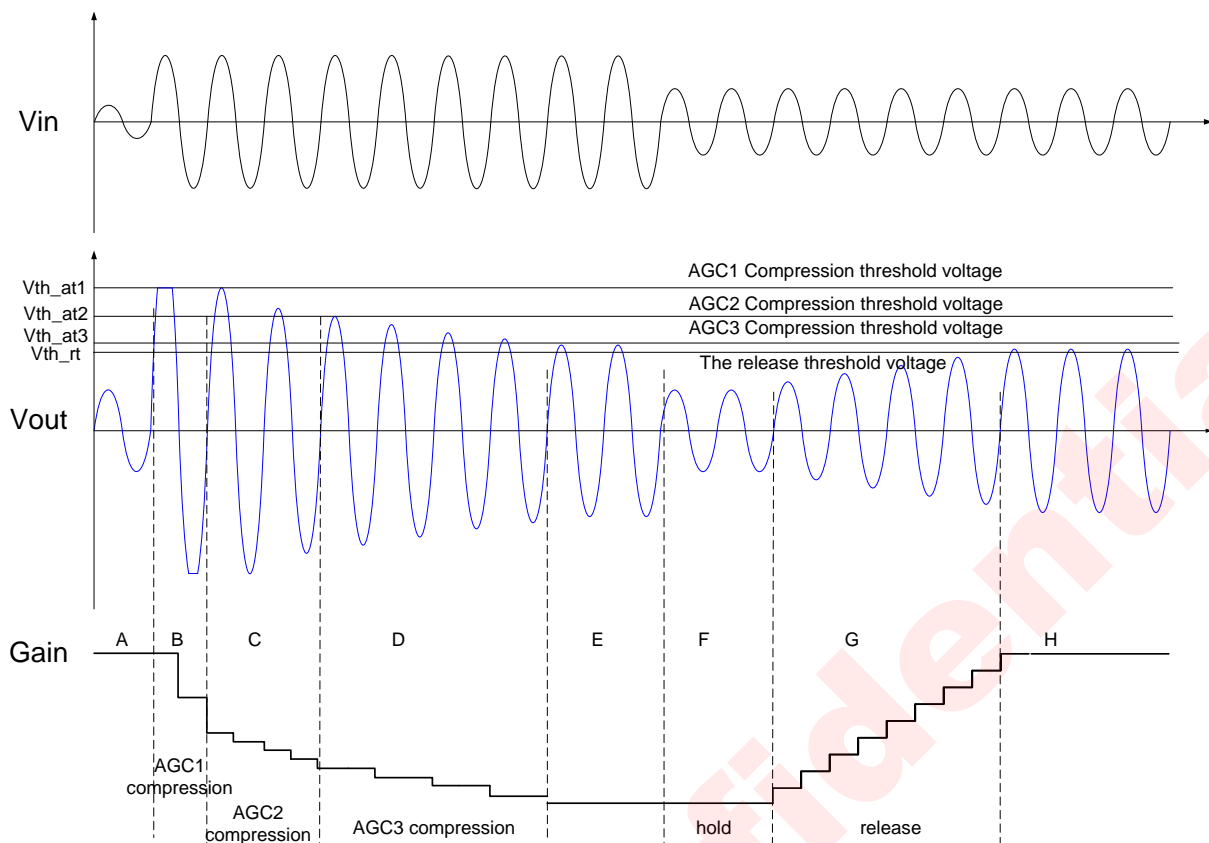 Vin
AGC1 Compression threshold voltage
Vth_at1
AGC2 Compression threshold voltage
Vth_at2
AGC3 Compression threshold voltage
Vth_at3
Vth_rt
The release threshold voltage
Vout
A B C D E F G H
Gain
AGC1
compression
AGC2
compression
AGC3 compression
hold
release
fidentia